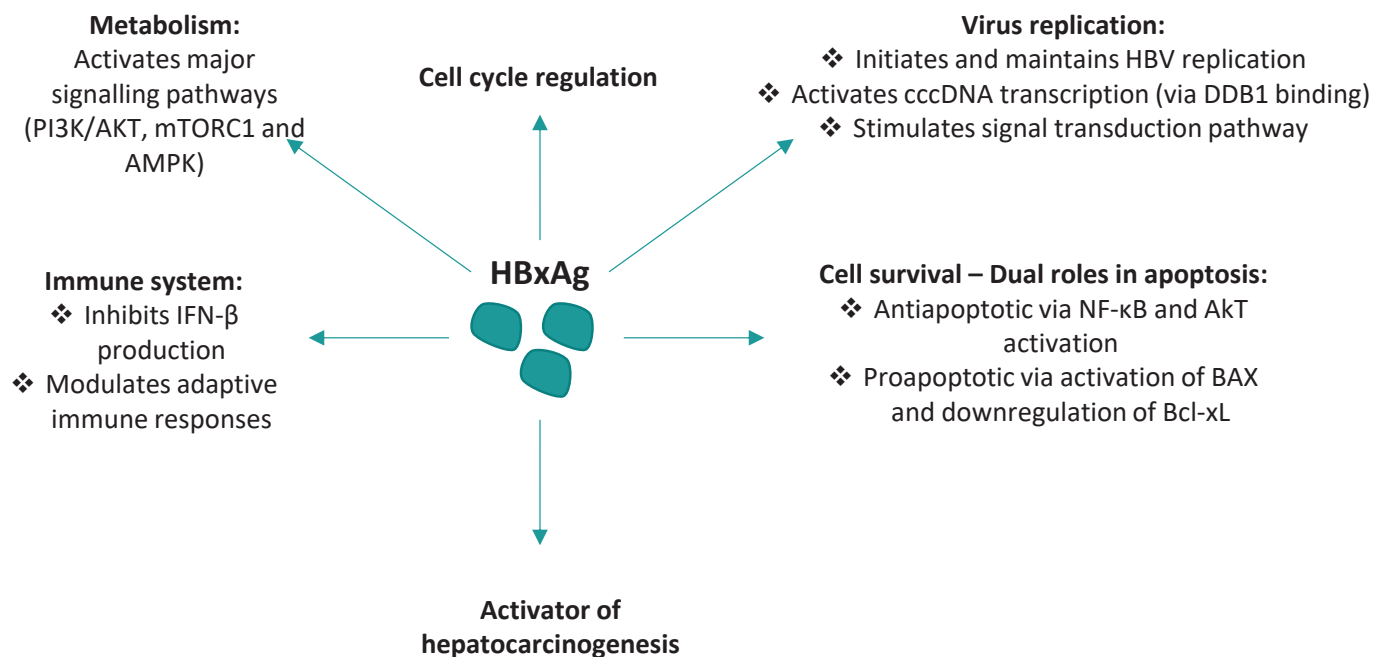 Metabolism:
Activates major
signalling pathways
(PI3K/AKT, mTORC1 and
AMPK)
Cell cycle regulation
Virus replication:
❖ Initiates and maintains HBV replication
❖ Activates cccDNA transcription (via DDB1 binding)
❖ Stimulates signal transduction pathway
HBxAg
Immune system:
❖ Inhibits IFN-β
production
❖ Modulates adaptive
immune responses
Cell survival – Dual roles in apoptosis:
❖ Antiapoptotic via NF-κB and AkT
activation
❖ Proapoptotic via activation of BAX
and downregulation of Bcl-xL
Activator of
hepatocarcinogenesis